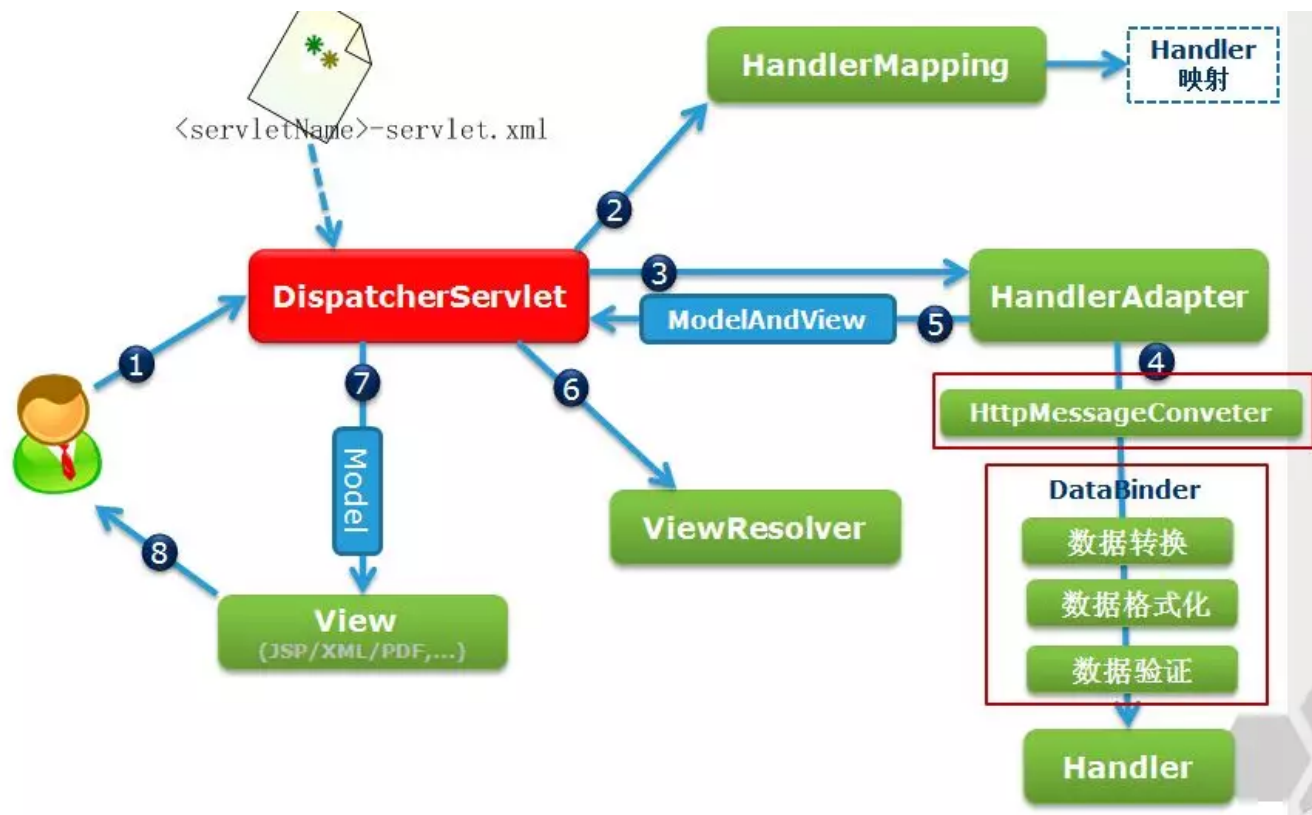 HandlerMapping
Handler
映射
<servletName>-servlet.xml
2
DispatcherServlet
3
HandlerAdapter
ModelAndView
5
1
7
6
4
HttpMessageConveter
Model
DataBinder
ViewResolver
数据转换
8
数据格式化
View
(JSP/XML/PDF,...)
数据验证
Handler